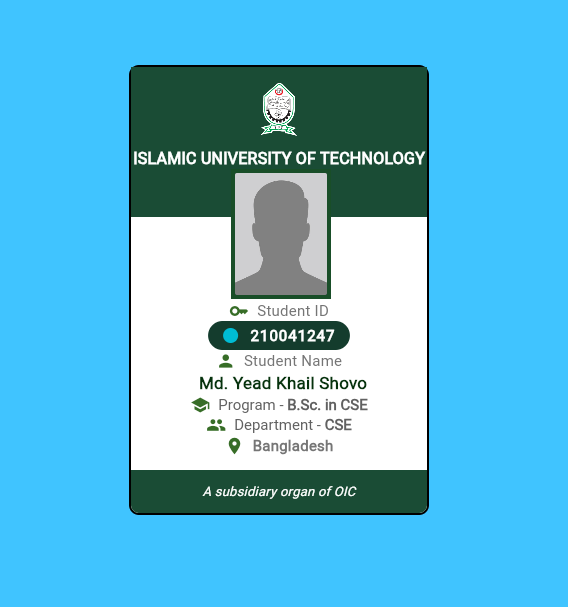 ISLAMIC UNIVERSITY OF TECHNOLOGY
Student ID
210041247
Student Name
Md. Yead Khail Shovo
Program - B.Sc. in CSE
Department - CSE
Bangladesh
A subsidiary organ of OIC